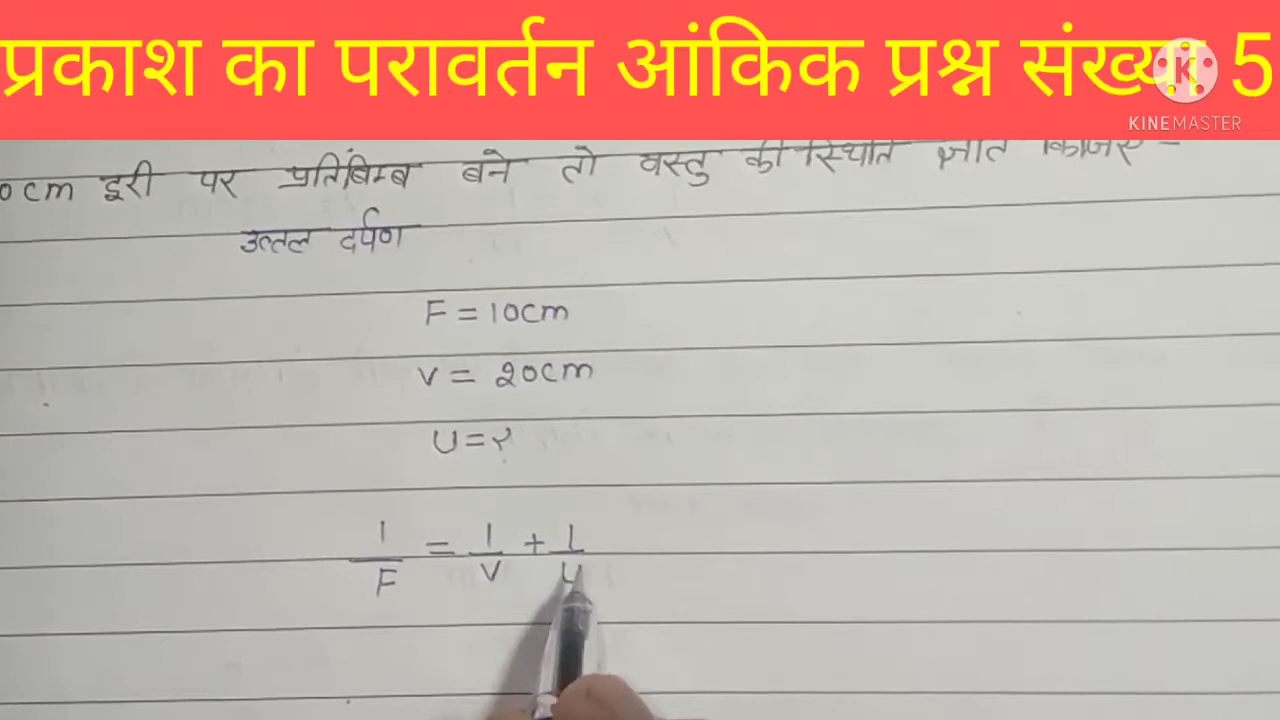 प्रकाश का परावर्तन आंकिक प्रश्न संख्या 5
K
KINEMASTER
0cm दूरी पर प्रतिबिम्ब बने तो वस्तु की स्थिति ज्ञात किजिए -
उत्तल दर्पण
F = 10cm
V = 20cm
U = ?
1/F = 1/V + 1/U